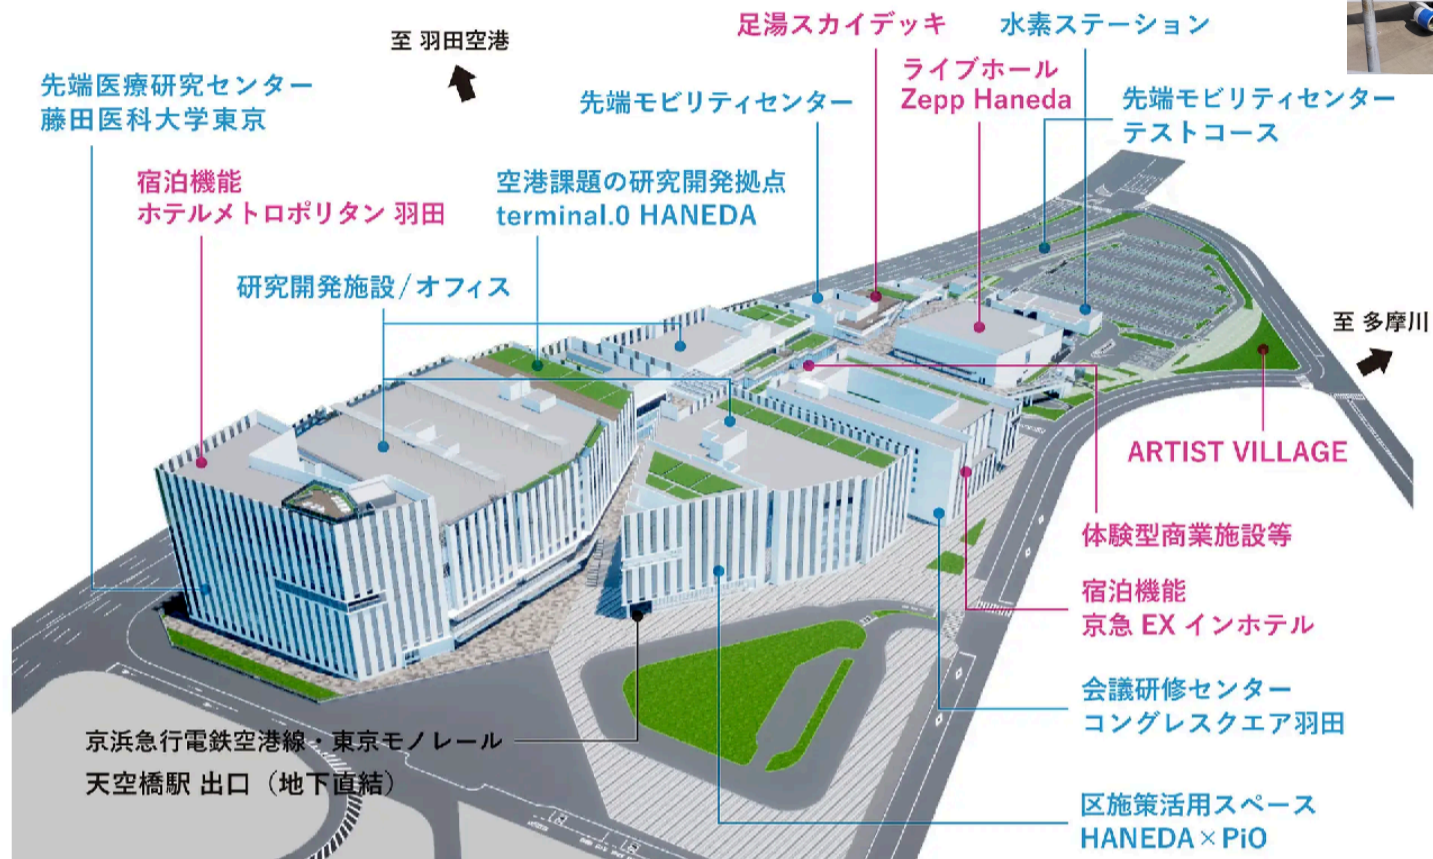 至 羽田空港
足湯スカイデッキ
水素ステーション
先端医療研究センター
藤田医科大学東京
先端モビリティセンター
ライブホール
Zepp Haneda
先端モビリティセンター
テストコース
宿泊機能
ホテルメトロポリタン 羽田
空港課題の研究開発拠点
terminal.0 HANEDA
研究開発施設/オフィス
至 多摩川
ARTIST VILLAGE
体験型商業施設等
宿泊機能
京急 EX インホテル
会議研修センター
コングレスクエア羽田
京浜急行電鉄空港線・東京モノレール
天空橋駅 出口（地下直結）
区施策活用スペース
HANEDA×PiO